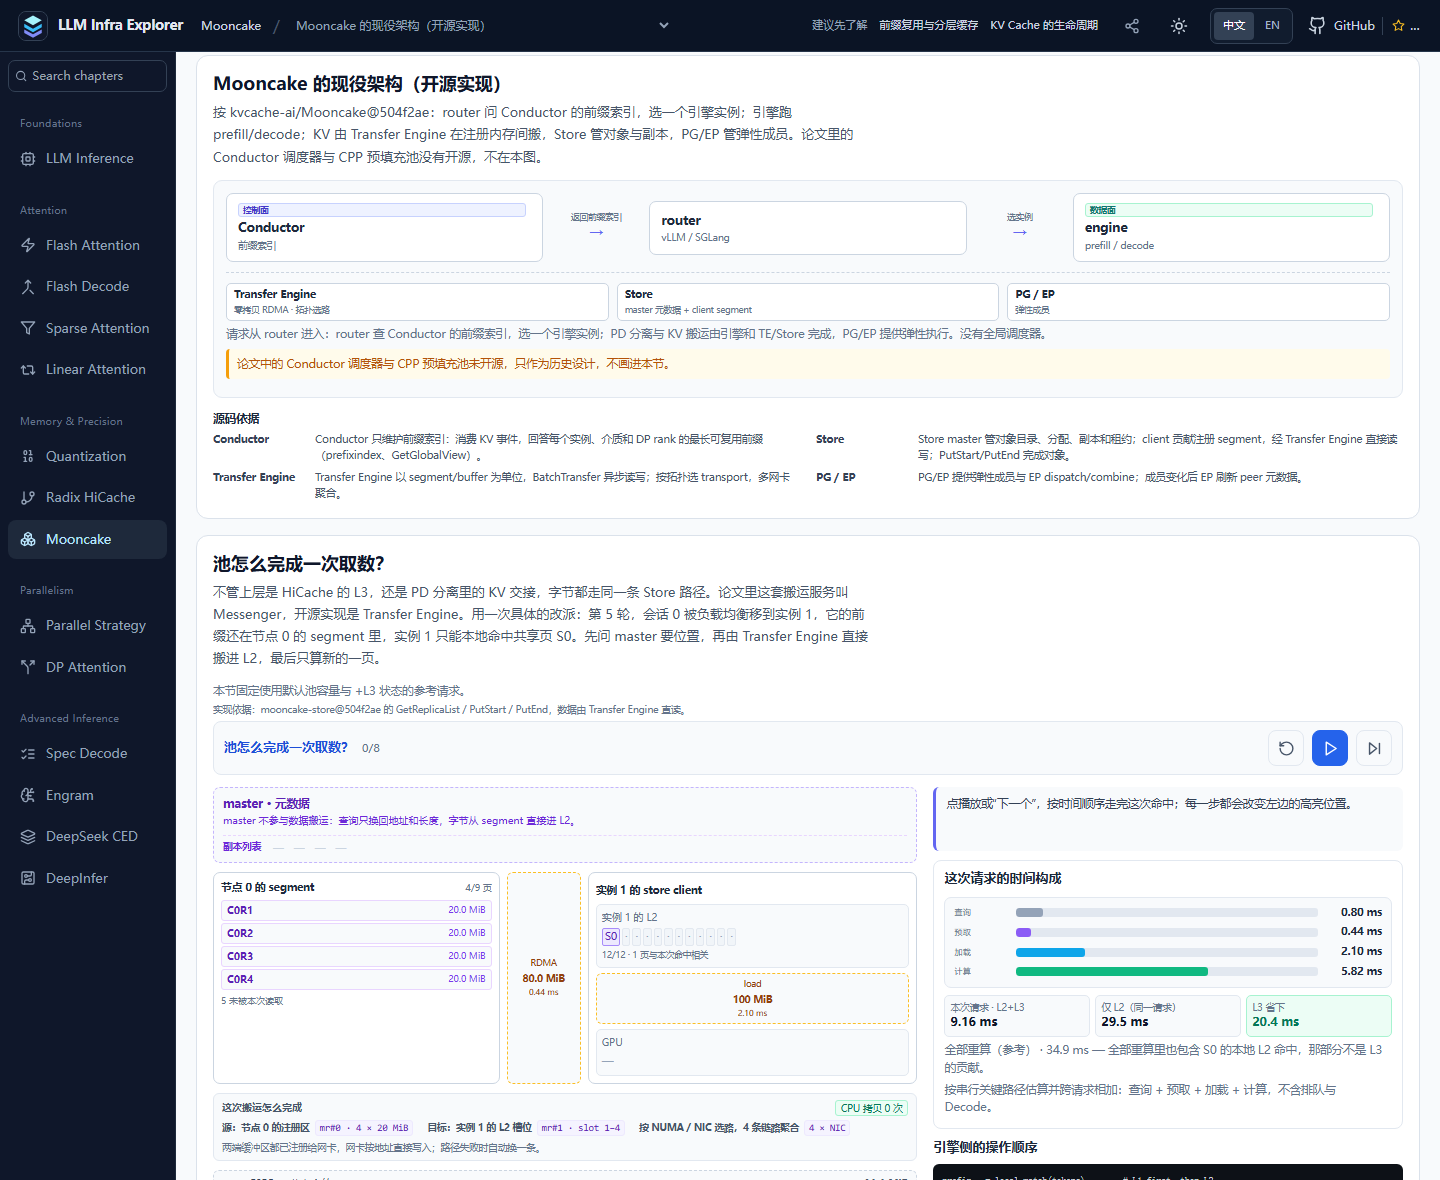 LLM Infra Explorer
Mooncake / Mooncake 的现役架构（开源实现）
建议先了解 前缀复用与分层缓存 KV Cache 的生命周期
中文 EN
GitHub ...
Search chapters
Foundations
LLM Inference
Attention
Flash Attention
Flash Decode
Sparse Attention
Linear Attention
Memory & Precision
Quantization
Radix HiCache
Mooncake
Parallelism
Parallel Strategy
DP Attention
Advanced Inference
Spec Decode
Engram
DeepSeek CED
DeepInfer
Mooncake 的现役架构（开源实现）
按 kvcache-ai/Mooncake@504f2ae：router 问 Conductor 的前缀索引，选一个引擎实例；引擎跑
prefill/decode；KV 由 Transfer Engine 在注册内存间搬，Store 管对象与副本，PG/EP 管弹性成员。论文里的
Conductor 调度器与 CPP 预填充池没有开源，不在本图。
控制面
Conductor
前缀索引
返回前缀索引
→
router
vLLM / SGLang
选实例
→
数据面
engine
prefill / decode
Transfer Engine
零拷贝 RDMA · 拓扑选路
Store
master 元数据 + client segment
PG / EP
弹性成员
请求从 router 进入：router 查 Conductor 的前缀索引，选一个引擎实例；PD 分离与 KV 搬运由引擎和 TE/Store 完成，PG/EP 提供弹性执行。没有全局调度器。
论文中的 Conductor 调度器与 CPP 预填充池未开源，只作为历史设计，不画进本节。
源码依据
Conductor
Conductor 只维护前缀索引：消费 KV 事件，回答每个实例、介质和 DP rank 的最长可复用前缀
（prefixindex、GetGlobalView）。
Store
Store master 管对象目录、分配、副本和租约；client 贡献注册 segment，经 Transfer Engine 直接读
写；PutStart/PutEnd 完成对象。
Transfer Engine
Transfer Engine 以 segment/buffer 为单位，BatchTransfer 异步读写；按拓扑选 transport，多网卡
聚合。
PG / EP
PG/EP 提供弹性成员与 EP dispatch/combine；成员变化后 EP 刷新 peer 元数据。
池怎么完成一次取数？
不管上层是 HiCache 的 L3，还是 PD 分离里的 KV 交接，字节都走同一条 Store 路径。论文里这套搬运服务叫
Messenger，开源实现是 Transfer Engine。用一次具体的改派：第 5 轮，会话 0 被负载均衡移到实例 1，它的前
缀还在节点 0 的 segment 里，实例 1 只能本地命中共享页 S0。先问 master 要位置，再由 Transfer Engine 直接
搬进 L2，最后只算新的一页。
本节固定使用默认池容量与 +L3 状态的参考请求。
实现依据：mooncake-store@504f2ae 的 GetReplicaList / PutStart / PutEnd，数据由 Transfer Engine 直读。
池怎么完成一次取数？ 0/8
master · 元数据
master 不参与数据搬运：查询只换回地址和长度，字节从 segment 直接进 L2。
副本列表 — — — —
节点 0 的 segment 4/9 页
C0R1 20.0 MiB
C0R2 20.0 MiB
C0R3 20.0 MiB
C0R4 20.0 MiB
5 未被本次读取
RDMA
80.0 MiB
0.44 ms
实例 1 的 store client
实例 1 的 L2
S0 · · · · · · · · · · ·
12/12 · 1 页与本次命中相关
load
100 MiB
2.10 ms
GPU
—
这次搬运怎么完成 CPU 拷贝 0 次
源：节点 0 的注册区 mr#0 · 4 × 20 MiB 目标：实例 1 的 L2 槽位 mr#1 · slot 1–4 按 NUMA / NIC 选路，4 条链路聚合 4 × NIC
两端缓冲区都已注册给网卡，网卡按地址直接写入；路径失败时自动换一条。
点播放或“下一个”，按时间顺序走完这次命中；每一步都会改变左边的高亮位置。
这次请求的时间构成
查询 0.80 ms
预取 0.44 ms
加载 2.10 ms
计算 5.82 ms
本次请求 · L2+L3
9.16 ms
仅 L2（同一请求）
29.5 ms
L3 省下
20.4 ms
全部重算（参考）· 34.9 ms — 全部重算里也包含 S0 的本地 L2 命中，那部分不是 L3
的贡献。
按串行关键路径估算并跨请求相加：查询 + 预取 + 加载 + 计算，不含排队与
Decode。
引擎侧的操作顺序